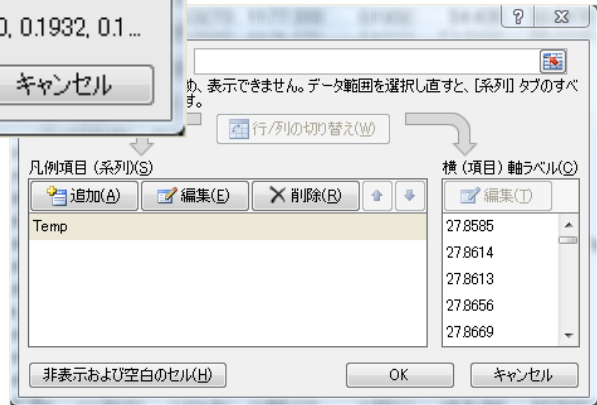 0, 0.1932, 0.1...
キャンセル
め、表示できません。データ範囲を選択し直すと、[系列] タブのすべ
す。
行/列の切り替え(W)
凡例項目 (系列)(S)
横 (項目) 軸ラベル(C)
追加(A) 編集(E) 削除(R)
編集(T)
Temp
27.8585
27.8614
27.8613
27.8656
27.8669
非表示および空白のセル(H)
OK
キャンセル